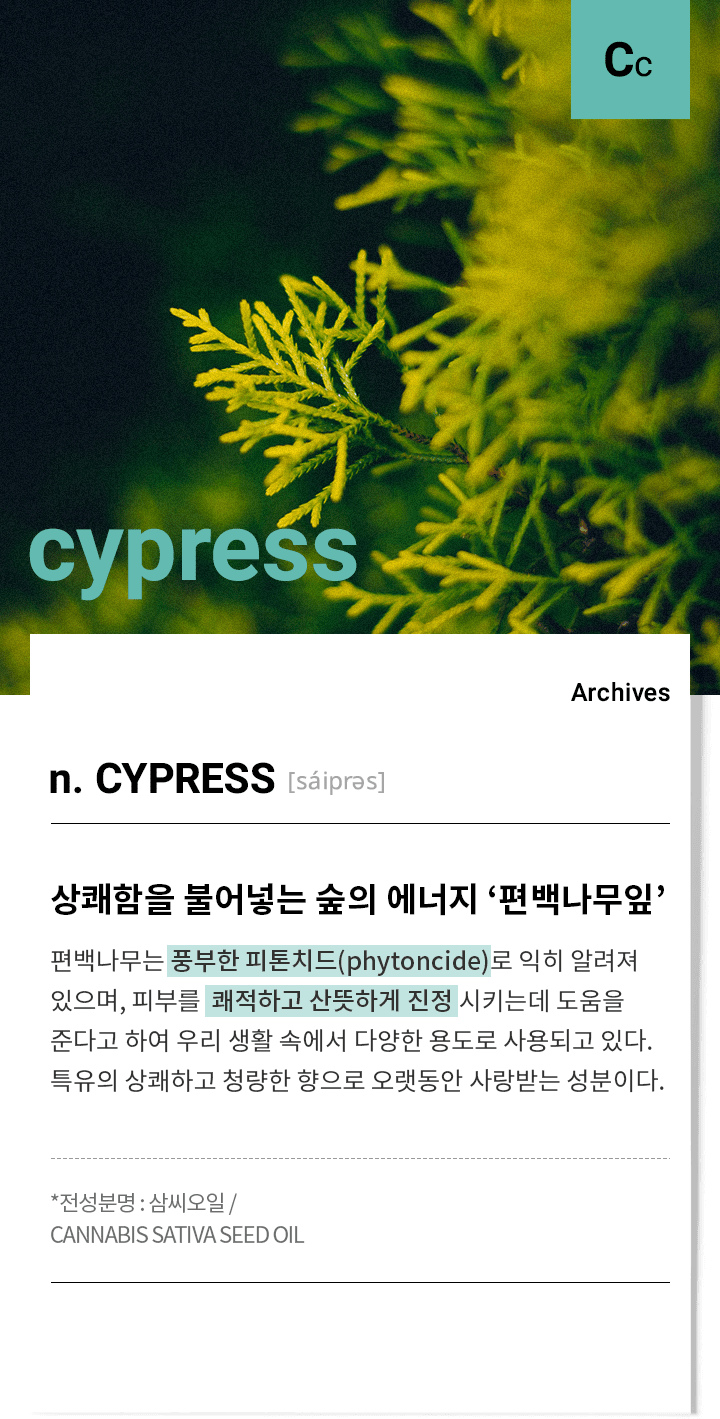 Cc
cypress
Archives
n. CYPRESS [sáiprəs]
상쾌함을 불어넣는 숲의 에너지 ‘편백나무잎’
편백나무는 풍부한 피톤치드(phytoncide)로 익히 알려져
있으며, 피부를 쾌적하고 산뜻하게 진정시키는데 도움을
준다고 하여 우리 생활 속에서 다양한 용도로 사용되고 있다.
특유의 상쾌하고 청량한 향으로 오랫동안 사랑받는 성분이다.
*전성분명 : 삼씨오일 /
CANNABIS SATIVA SEED OIL